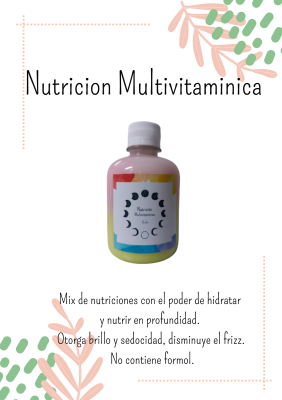 Nutricion Multivitaminica
Mix de nutriciones con el poder de hidratar
y nutrir en profundidad.
Otorga brillo y sedocidad, disminuye el frizz.
No contiene formol.